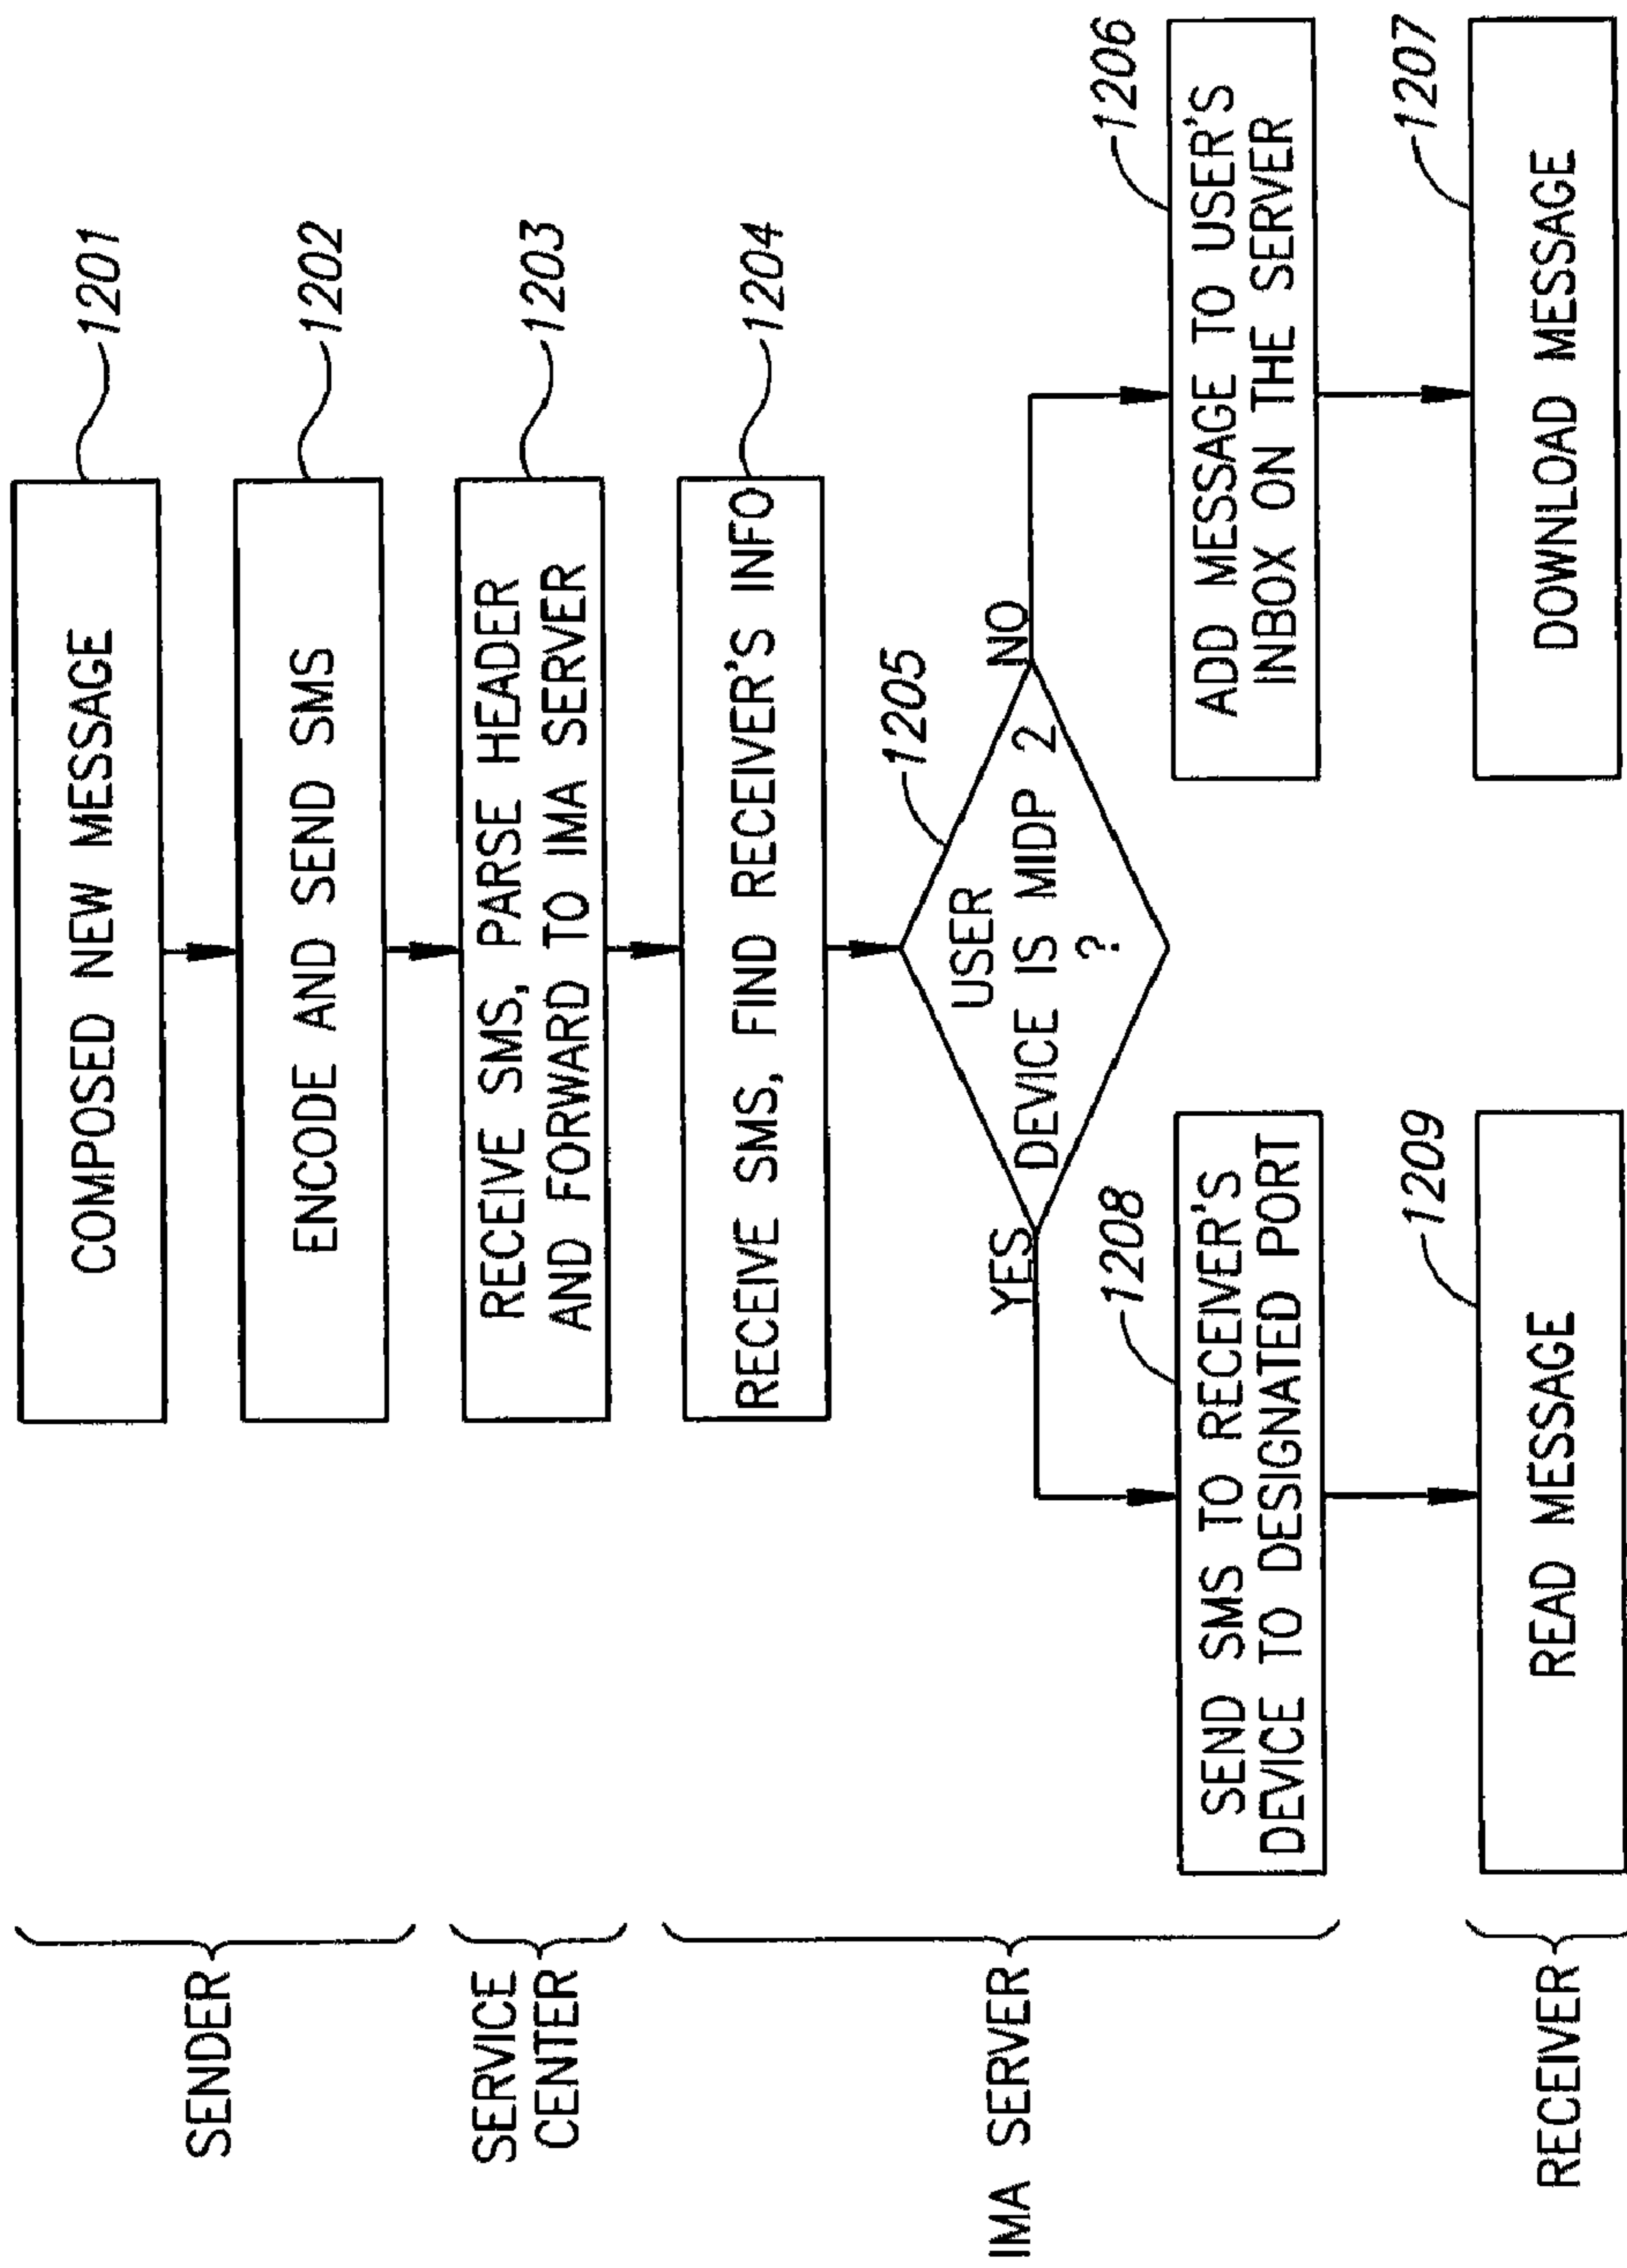 SENDER
COMPOSED NEW MESSAGE
1201
ENCODE AND SEND SMS
1202
SERVICE
CENTER
RECEIVE SMS, PARSE HEADER
AND FORWARD TO IMA SERVER
1203
IMA SERVER
RECEIVE SMS, FIND RECEIVER'S INFO
1204
USER
DEVICE IS MIDP 2
?
1205
YES
NO
SEND SMS TO RECEIVER'S
DEVICE TO DESIGNATED PORT
1208
ADD MESSAGE TO USER'S
INBOX ON THE SERVER
1206
RECEIVER
READ MESSAGE
1209
DOWNLOAD MESSAGE
1207